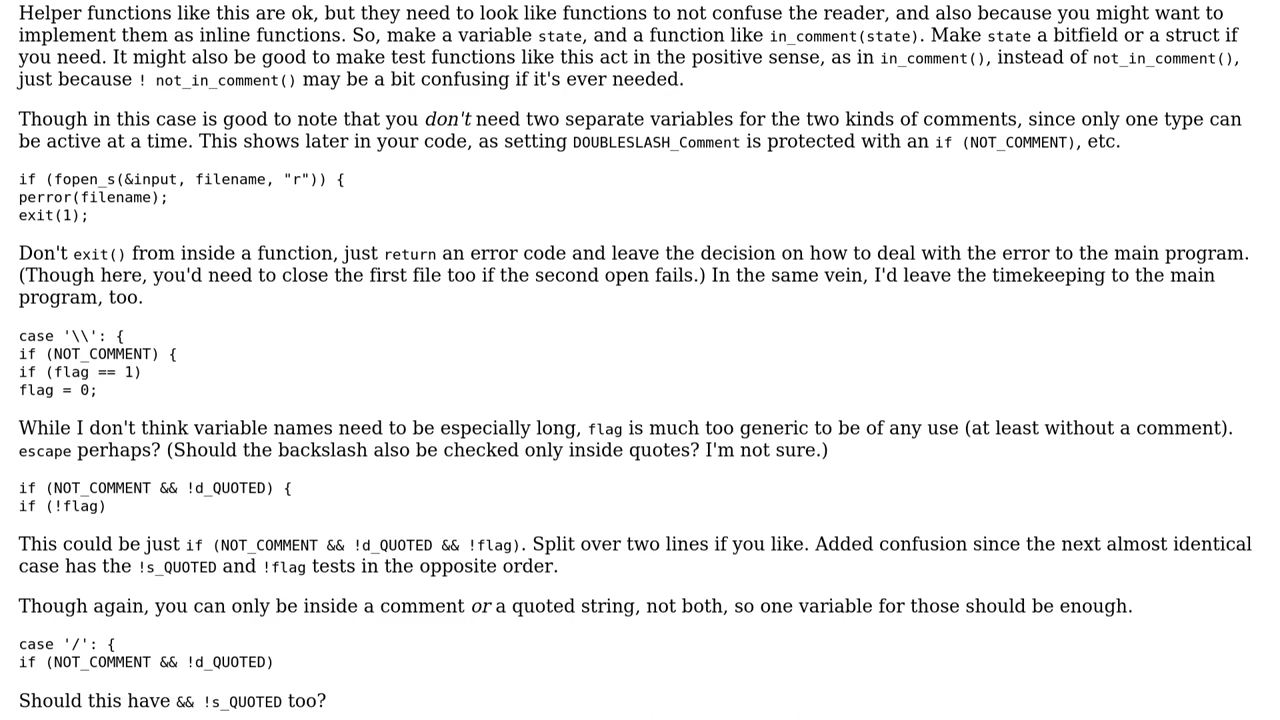 Helper functions like this are ok, but they need to look like functions to not confuse the reader, and also because you might want to
implement them as inline functions. So, make a variable state, and a function like in_comment(state). Make state a bitfield or a struct if
you need. It might also be good to make test functions like this act in the positive sense, as in in_comment(), instead of not_in_comment(),
just because ! not_in_comment() may be a bit confusing if it's ever needed.
Though in this case is good to note that you don't need two separate variables for the two kinds of comments, since only one type can
be active at a time. This shows later in your code, as setting DOUBLESLASH_Comment is protected with an if (NOT_COMMENT), etc.
if (fopen_s(&input, filename, "r")) {
perror(filename);
exit(1);
Don't exit() from inside a function, just return an error code and leave the decision on how to deal with the error to the main program.
(Though here, you'd need to close the first file too if the second open fails.) In the same vein, I'd leave the timekeeping to the main
program, too.
case '\\': {
if (NOT_COMMENT) {
if (flag == 1)
flag = 0;
While I don't think variable names need to be especially long, flag is much too generic to be of any use (at least without a comment).
escape perhaps? (Should the backslash also be checked only inside quotes? I'm not sure.)
if (NOT_COMMENT && !d_QUOTED) {
if (!flag)
This could be just if (NOT_COMMENT && !d_QUOTED && !flag). Split over two lines if you like. Added confusion since the next almost identical
case has the !s_QUOTED and !flag tests in the opposite order.
Though again, you can only be inside a comment or a quoted string, not both, so one variable for those should be enough.
case '/': {
if (NOT_COMMENT && !d_QUOTED)
Should this have && !s_QUOTED too?